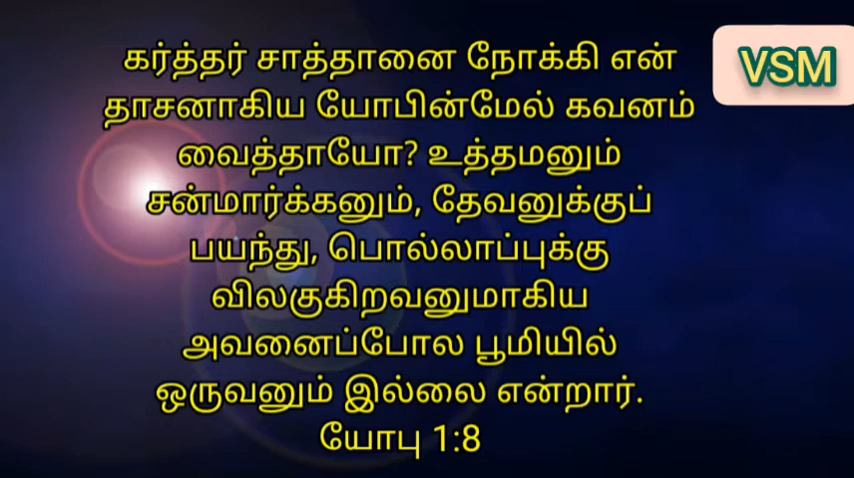 கர்த்தர் சாத்தானை நோக்கி என்
தாசனாகிய யோபின்மேல் கவனம்
வைத்தாயோ? உத்தமனும்
சன்மார்க்கனும், தேவனுக்குப்
பயந்து, பொல்லாப்புக்கு
விலகுகிறவனுமாகிய
அவனைப்போல பூமியில்
ஒருவனும் இல்லை என்றார்.
யோபு 1:8
VSM